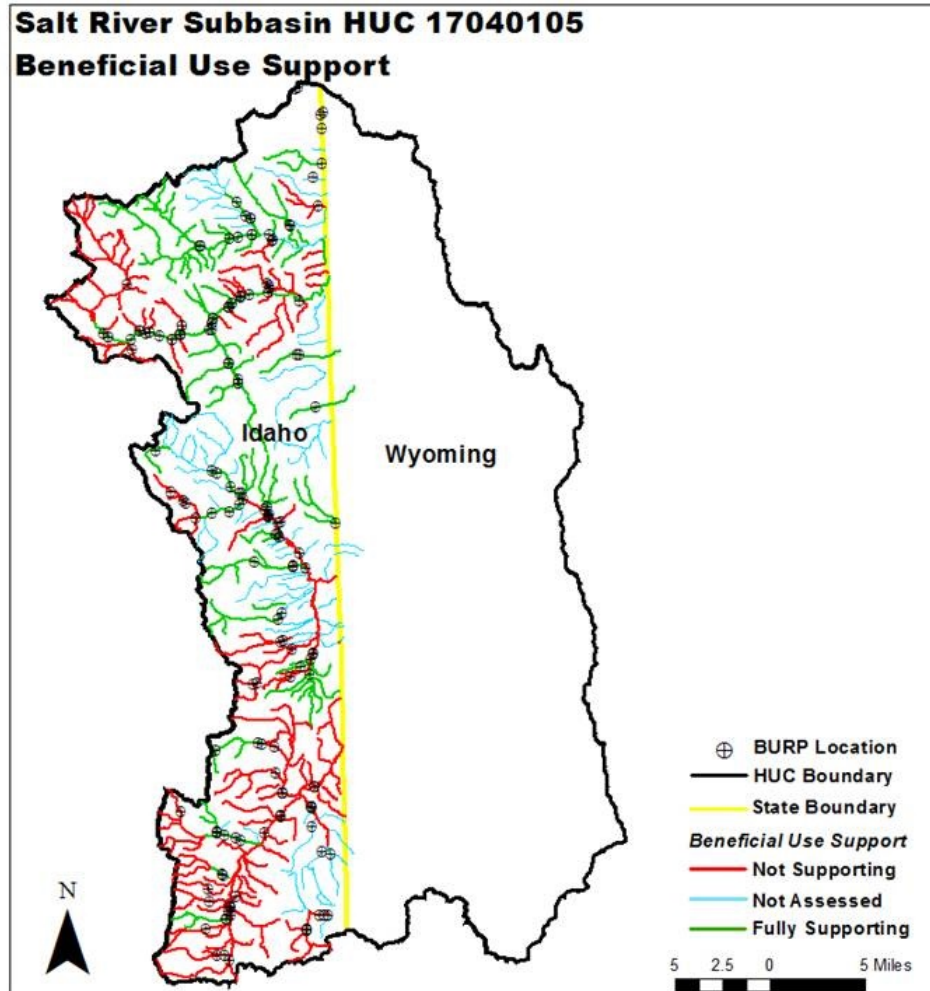 Salt River Subbasin HUC 17040105
Beneficial Use Support
Idaho
Wyoming
BURP Location
HUC Boundary
State Boundary
Beneficial Use Support
Not Supporting
Not Assessed
Fully Supporting
N
5 2.5 0 5 Miles